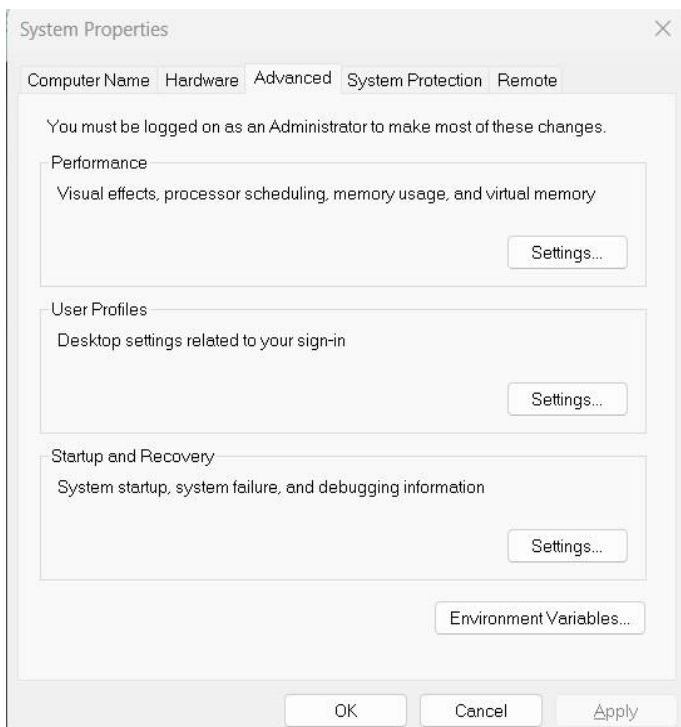 System Properties
Computer Name Hardware Advanced System Protection Remote
You must be logged on as an Administrator to make most of these changes.
Performance
Visual effects, processor scheduling, memory usage, and virtual memory
Settings...
User Profiles
Desktop settings related to your sign-in
Settings...
Startup and Recovery
System startup, system failure, and debugging information
Settings...
Environment Variables...
OK Cancel Apply